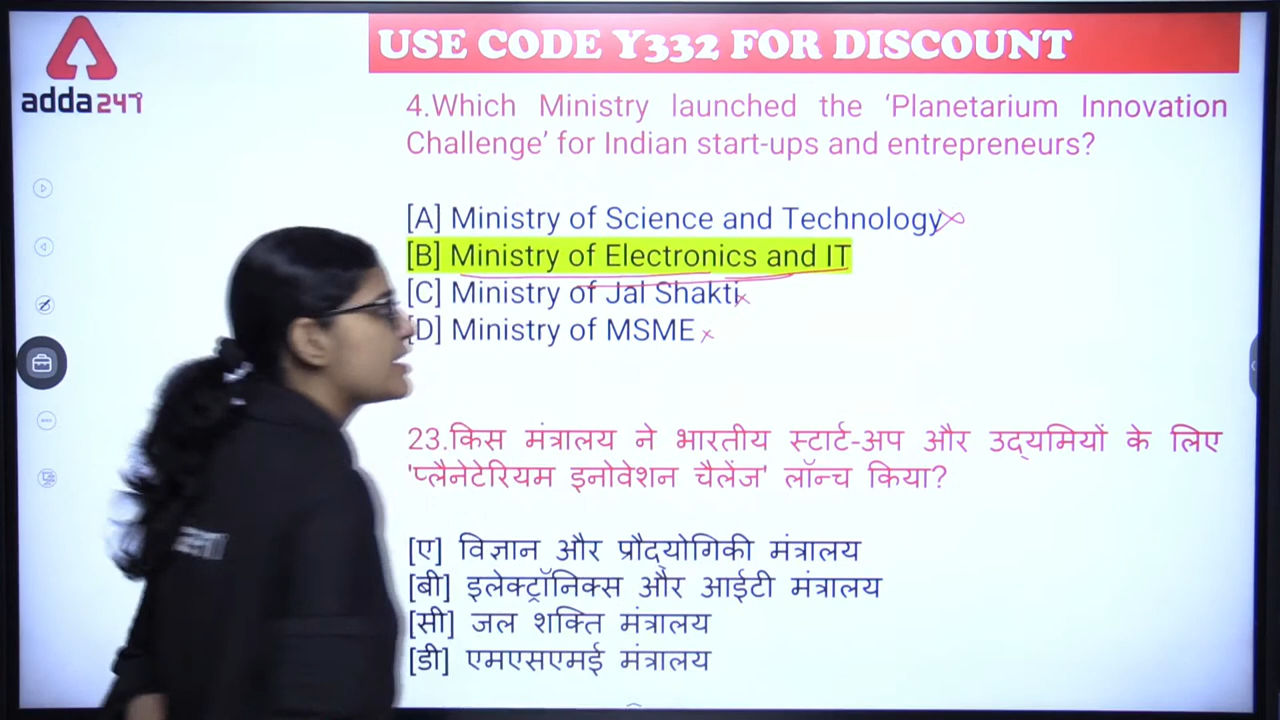 adda247
USE CODE Y332 FOR DISCOUNT
4.Which Ministry launched the ‘Planetarium Innovation
Challenge’ for Indian start-ups and entrepreneurs?
[A] Ministry of Science and Technology
[B] Ministry of Electronics and IT
[C] Ministry of Jal Shakti
[D] Ministry of MSME
23.किस मंत्रालय ने भारतीय स्टार्ट-अप और उद्यमियों के लिए
'प्लैनेटेरियम इनोवेशन चैलेंज' लॉन्च किया?
[ए] विज्ञान और प्रौद्योगिकी मंत्रालय
[बी] इलेक्ट्रॉनिक्स और आईटी मंत्रालय
[सी] जल शक्ति मंत्रालय
[डी] एमएसएमई मंत्रालय